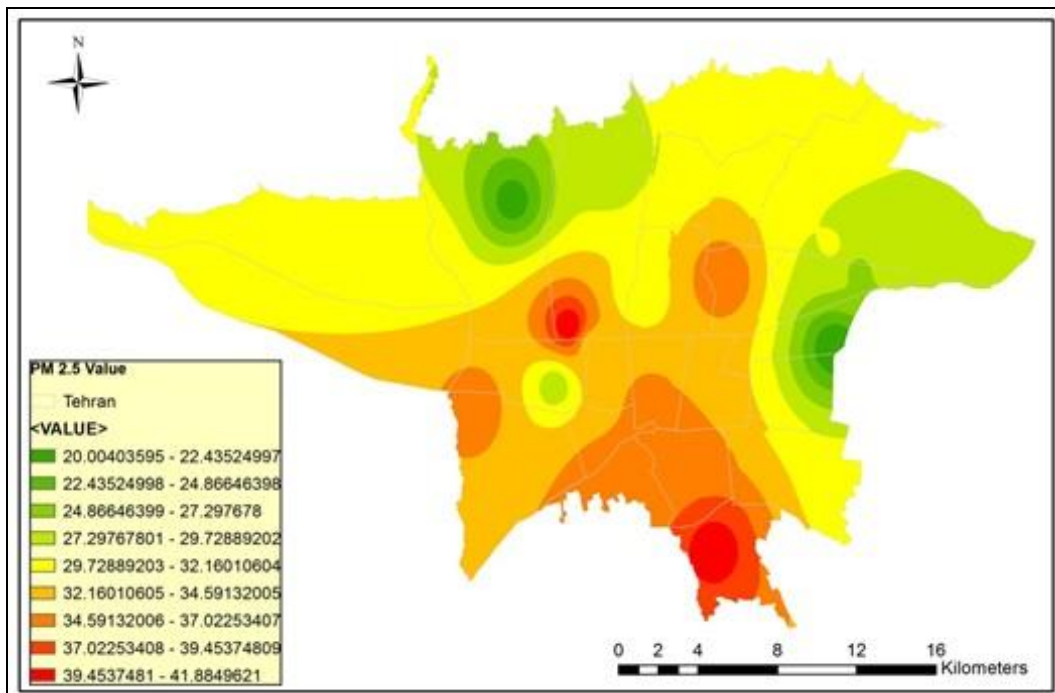 N
PM 2.5 Value
Tehran
<VALUE>
20.00403595 - 22.43524997
22.43524998 - 24.86646398
24.86646399 - 27.297678
27.29767801 - 29.72889202
29.72889203 - 32.16010604
32.16010605 - 34.59132005
34.59132006 - 37.02253407
37.02253408 - 39.45374809
39.4537481 - 41.8849621
0 2 4 8 12 16
Kilometers